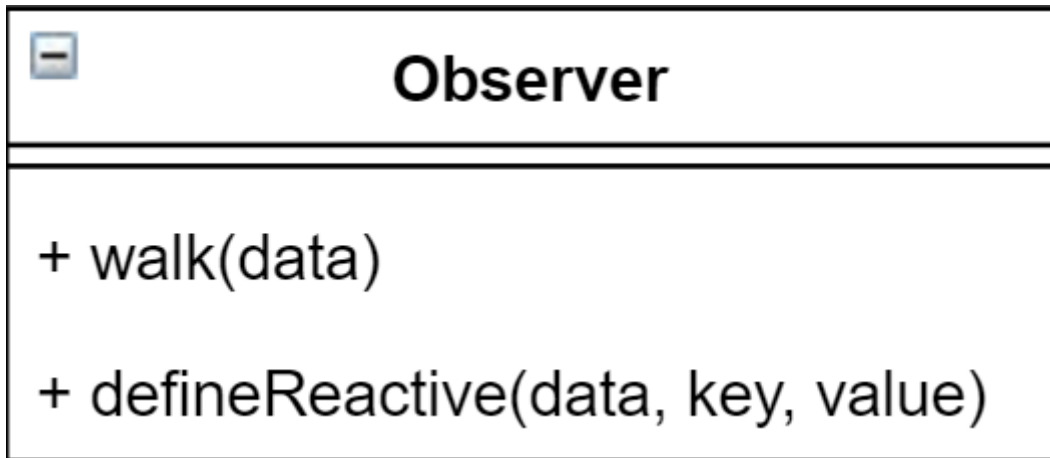 Observer
+ walk(data)
+ defineReactive(data, key, value)